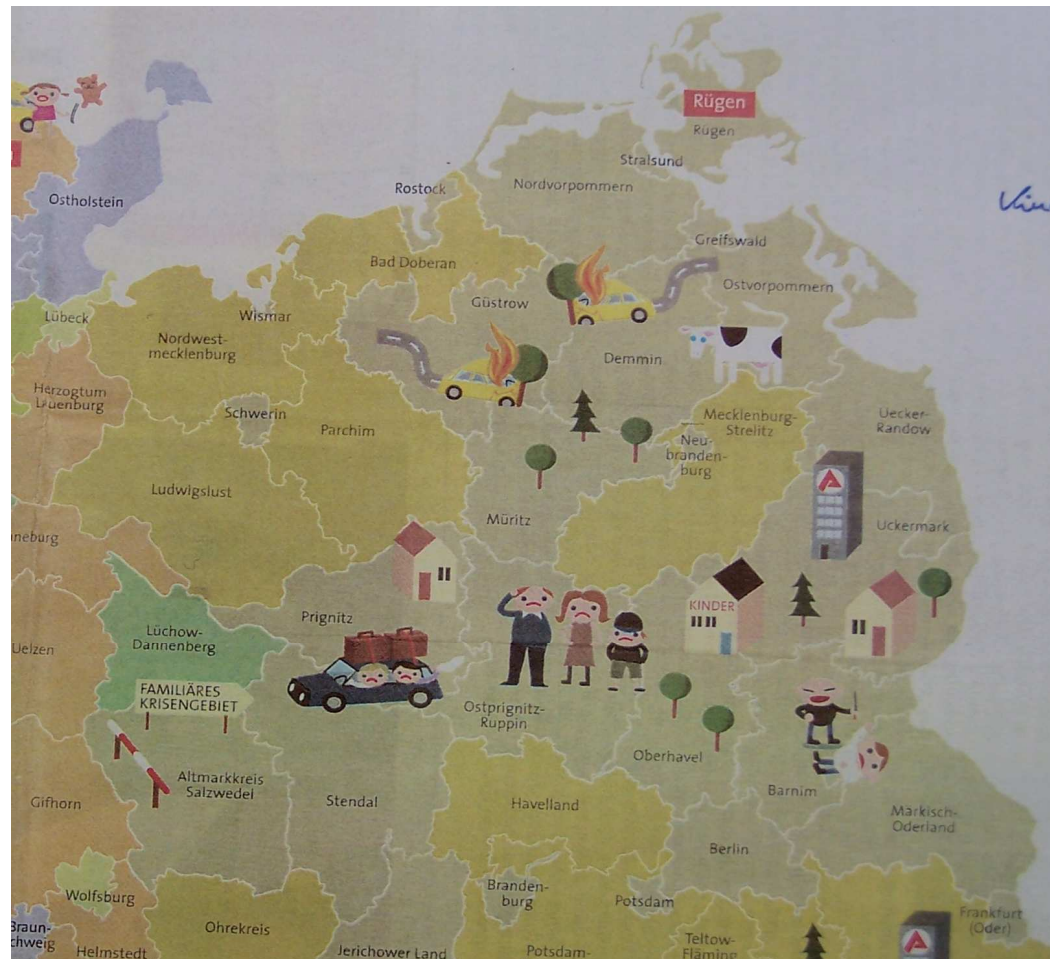 Rügen
Rügen
Stralsund
Rostock
Nordvorpommern
Ostholstein
Greifswald
Bad Doberan
Ostvorpommern
Güstrow
Lübeck
Wismar
Nordwest-
mecklenburg
Demmin
Herzogtum
Lauenburg
Schwerin
Parchim
Mecklenburg-
Strelitz
Uecker-
Randow
Neu-
branden-
burg
Ludwigslust
Müritz
Uckermark
neburg
KINDER
Prignitz
Lüchow-
Dannenberg
Uelzen
FAMILIÄRES
KRISENGEBIET
Ostprignitz-
Ruppin
Oberhavel
Altmarkkreis
Salzwedel
Stendal
Gifhorn
Havelland
Barnim
Märkisch-
Oderland
Berlin
Wolfsburg
Branden-
burg
Potsdam
Frankfurt
(Oder)
Braun-
chweig
Ohrekreis
Helmstedt
Jerichower Land
Potsdam-
Teltow-
Fläming